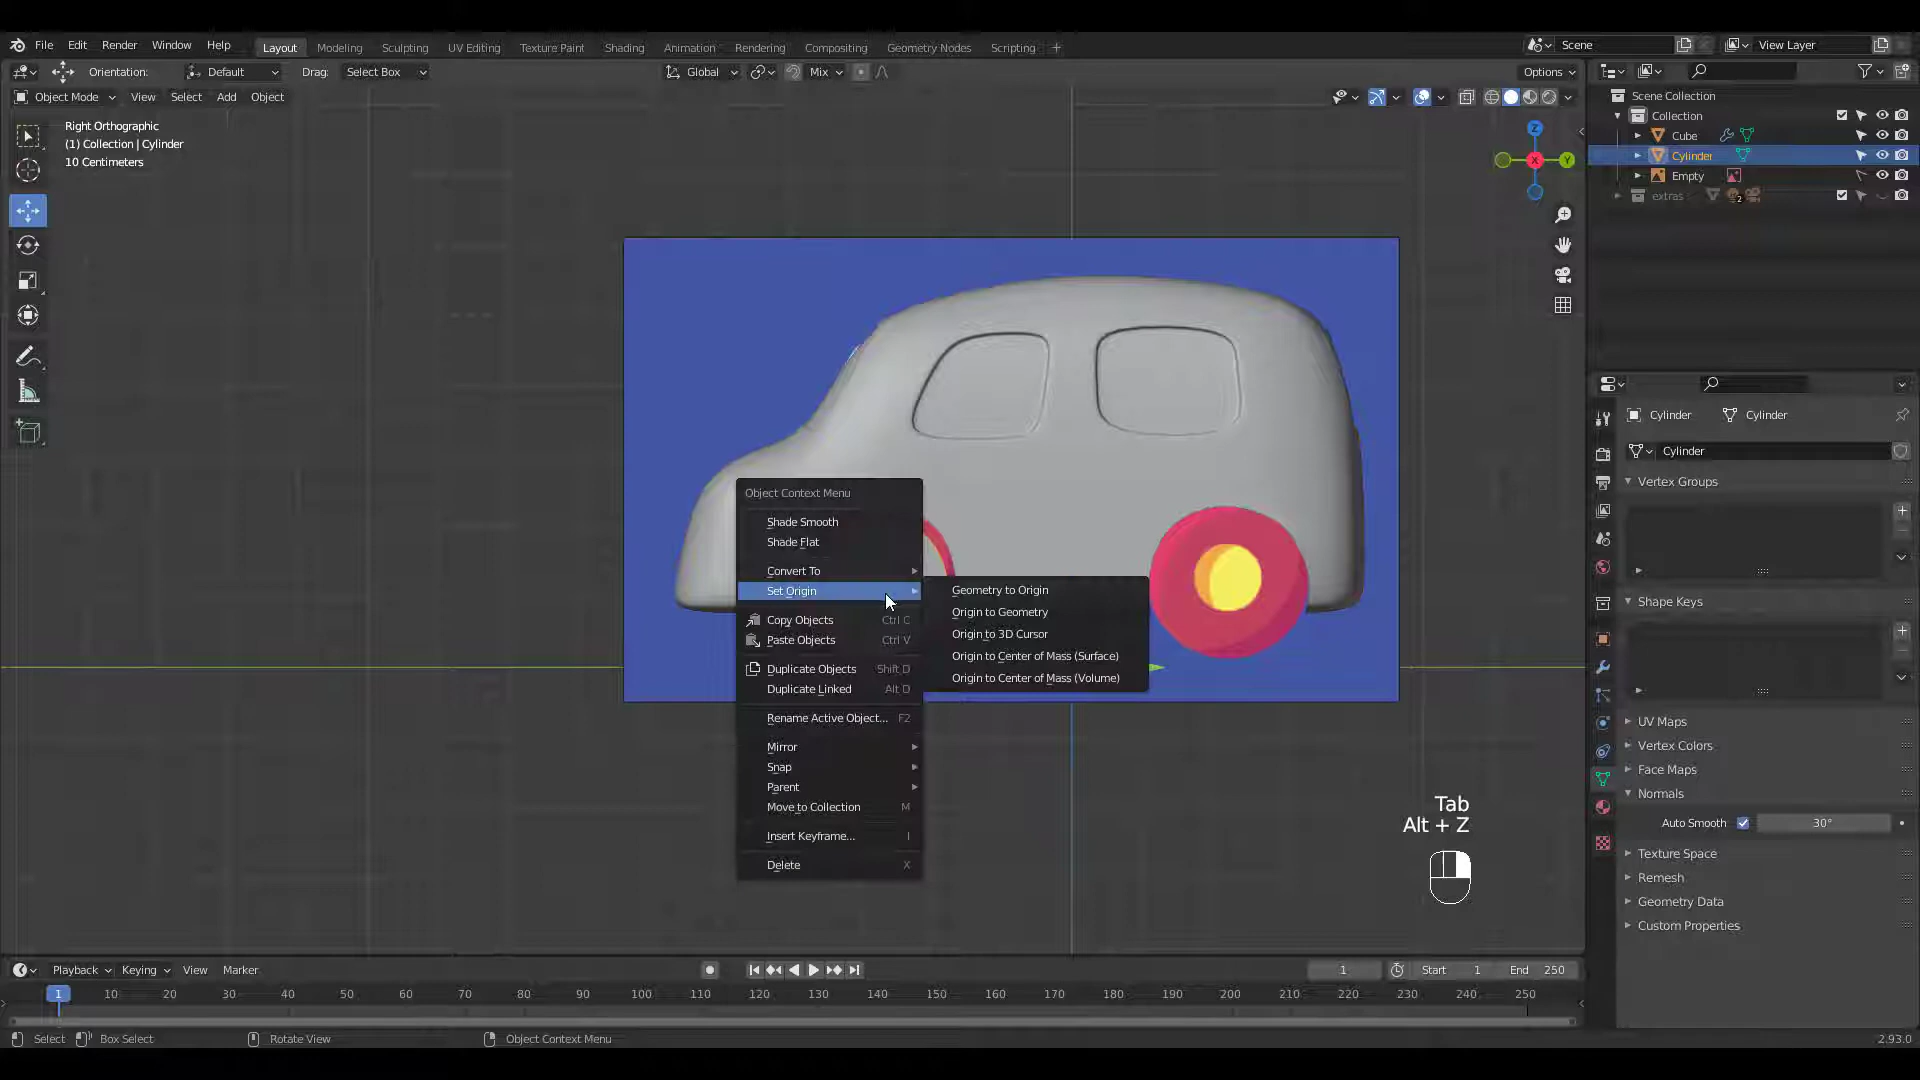 File Edit Render Window Help Layout Modeling Sculpting UV Editing Texture Paint Shading Animation Rendering Compositing Geometry Nodes Scripting + Scene View Layer
Orientation: Default Drag: Select Box Global Mix Options
Object Mode View Select Add Object
Right Orthographic
(1) Collection | Cylinder
10 Centimeters
Z
Y
X
Scene Collection
Collection
Cube
Cylinder
Empty
extras 2
Cylinder Cylinder
Cylinder
Vertex Groups
Shape Keys
UV Maps
Vertex Colors
Face Maps
Normals
Auto Smooth 30°
Texture Space
Remesh
Geometry Data
Custom Properties
Object Context Menu
Shade Smooth
Shade Flat
Convert To
Set Origin
Copy Objects Ctrl C
Paste Objects Ctrl V
Duplicate Objects Shift D
Duplicate Linked Alt D
Rename Active Object... F2
Mirror
Snap
Parent
Move to Collection M
Insert Keyframe... I
Delete X
Geometry to Origin
Origin to Geometry
Origin to 3D Cursor
Origin to Center of Mass (Surface)
Origin to Center of Mass (Volume)
Tab
Alt + Z
Playback Keying View Marker 1 Start 1 End 250
1 10 20 30 40 50 60 70 80 90 100 110 120 130 140 150 160 170 180 190 200 210 220 230 240 250
Select Box Select Rotate View Object Context Menu 2.93.0